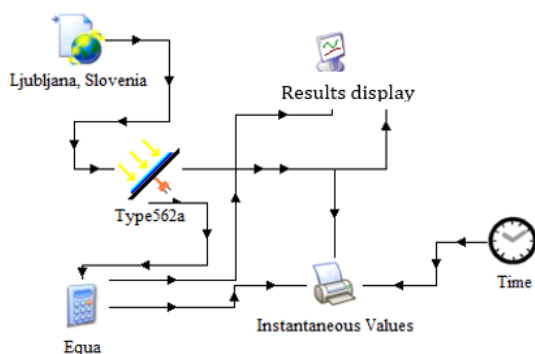 Ljubljana, Slovenia
Results display
Type562a
Time
Equa
Instantaneous Values